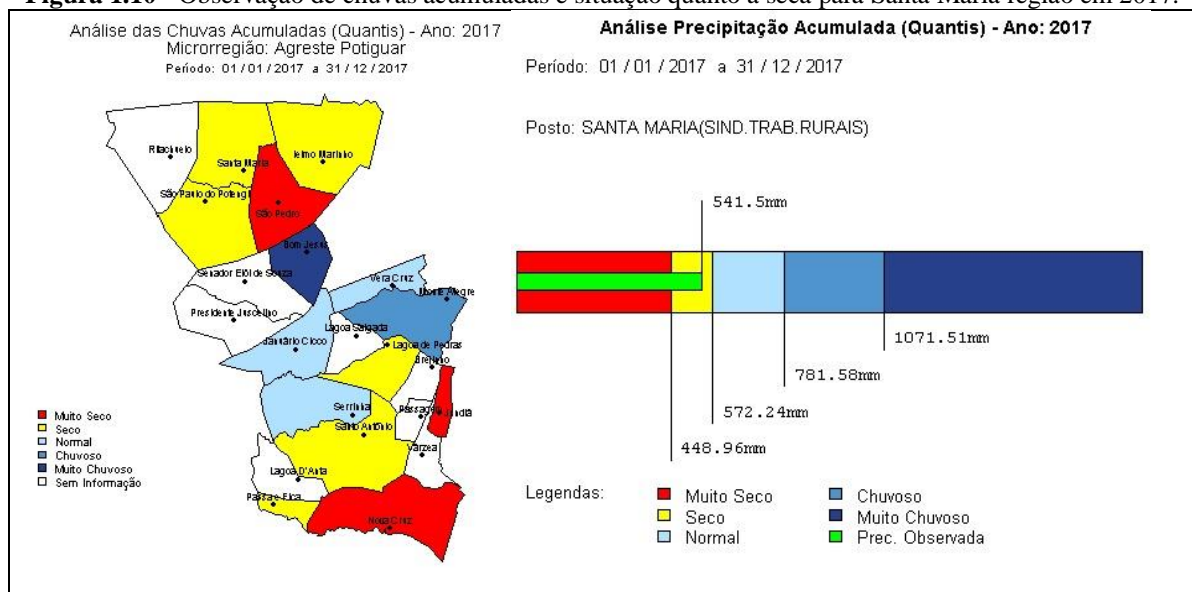 Figura 1.10 - Observação de chuvas acumuladas e situação quanto a seca para Santa Maria região em 2017.
Análise das Chuvas Acumuladas (Quantis) - Ano: 2017
Microrregião: Agreste Potiguar
Período: 01/01/2017 a 31/12/2017
Riachuelo
Santa Maria
Ielmo Marinho
São Paulo do Potengi
São Pedro
Bom Jesus
Senador Elói de Souza
Vera Cruz
Monte Alegre
Presidente Juscelino
Lagoa Salgada
Januário Cicco
Lagoa de Pedras
Brejinho
Serrinha
Passagem
Jundiá
Santo Antônio
Várzea
Lagoa D'Anta
Passa e Fica
Nova Cruz
Muito Seco
Seco
Normal
Chuvoso
Muito Chuvoso
Sem Informação
Análise Precipitação Acumulada (Quantis) - Ano: 2017
Período: 01 / 01 / 2017 a 31 / 12 / 2017
Posto: SANTA MARIA(SIND.TRAB.RURAIS)
541.5mm
1071.51mm
781.58mm
572.24mm
448.96mm
Legendas:
Muito Seco
Seco
Normal
Chuvoso
Muito Chuvoso
Prec. Observada